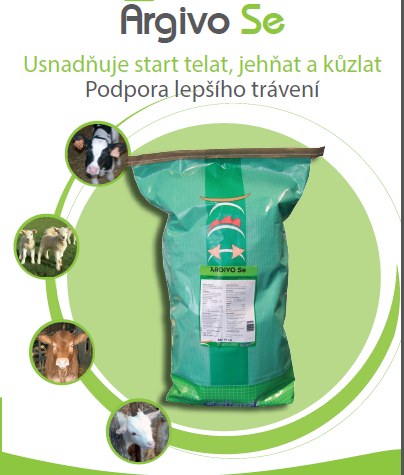 Argivo Se
Usnadňuje start telat, jehňat a kůzlat
Podpora lepšího trávení
ARGIVO Se